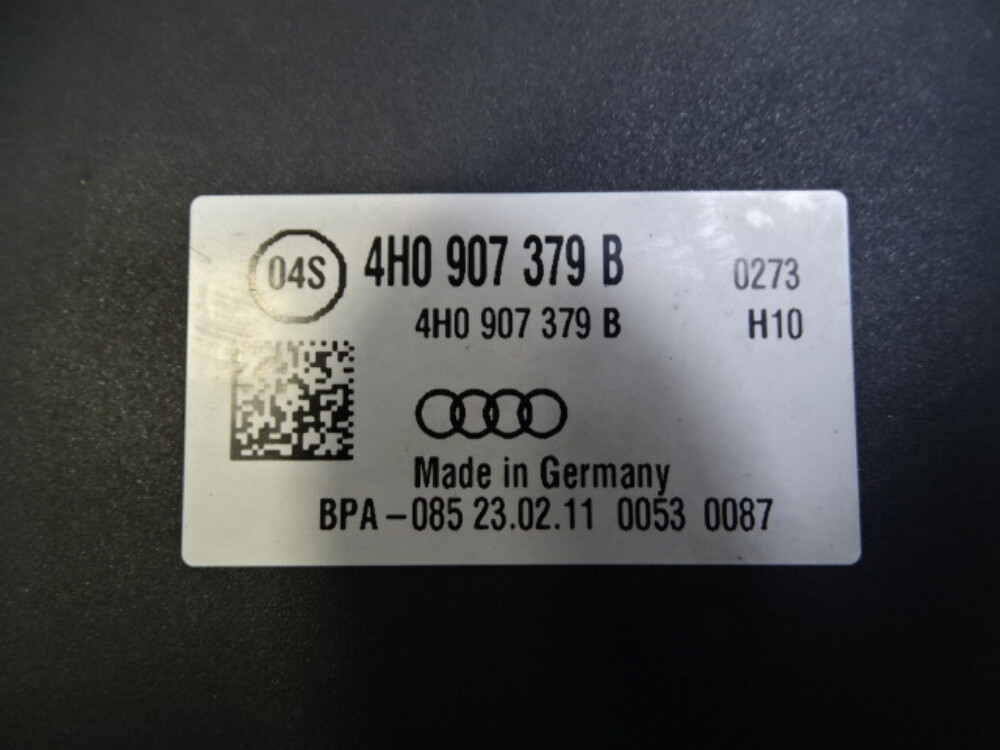 04S 4H0 907 379 B 0273
4H0 907 379 B H10
Made in Germany
BPA-085 23.02.11 0053 0087